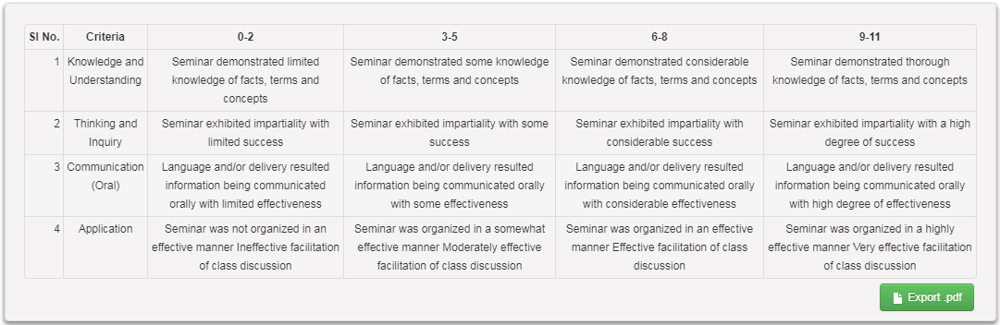 SI No. Criteria 0-2 3-5 6-8 9-11
1 Knowledge and Understanding Seminar demonstrated limited knowledge of facts, terms and concepts Seminar demonstrated some knowledge of facts, terms and concepts Seminar demonstrated considerable knowledge of facts, terms and concepts Seminar demonstrated thorough knowledge of facts, terms and concepts
2 Thinking and Inquiry Seminar exhibited impartiality with limited success Seminar exhibited impartiality with some success Seminar exhibited impartiality with considerable success Seminar exhibited impartiality with a high degree of success
3 Communication (Oral) Language and/or delivery resulted information being communicated orally with limited effectiveness Language and/or delivery resulted information being communicated orally with some effectiveness Language and/or delivery resulted information being communicated orally with considerable effectiveness Language and/or delivery resulted information being communicated orally with high degree of effectiveness
4 Application Seminar was not organized in an effective manner Ineffective facilitation of class discussion Seminar was organized in a somewhat effective manner Moderately effective facilitation of class discussion Seminar was organized in an effective manner Effective facilitation of class discussion Seminar was organized in a highly effective manner Very effective facilitation of class discussion
Export .pdf